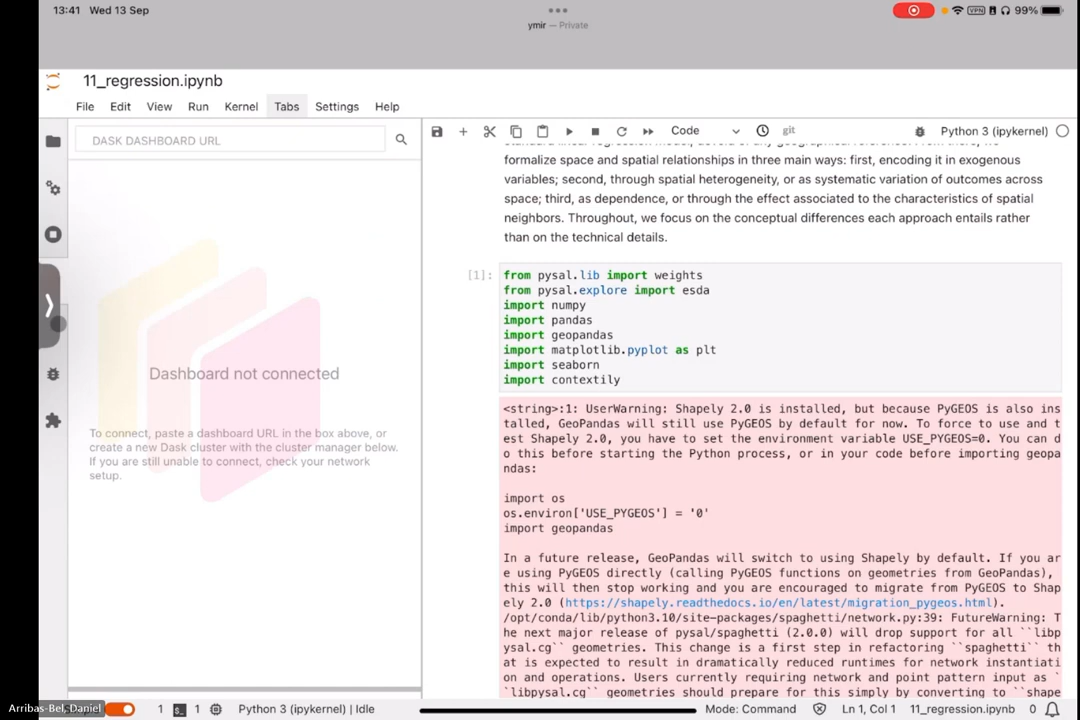 13:41 Wed 13 Sep
99%
VPN
ymir — Private
11_regression.ipynb
File Edit View Run Kernel Tabs Settings Help
DASK DASHBOARD URL
Code
git
Python 3 (ipykernel)
formalize space and spatial relationships in three main ways: first, encoding it in exogenous
variables; second, through spatial heterogeneity, or as systematic variation of outcomes across
space; third, as dependence, or through the effect associated to the characteristics of spatial
neighbors. Throughout, we focus on the conceptual differences each approach entails rather
than on the technical details.
[1]:
from pysal.lib import weights
from pysal.explore import esda
import numpy
import pandas
import geopandas
import matplotlib.pyplot as plt
import seaborn
import contextily
Dashboard not connected
To connect, paste a dashboard URL in the box above, or
create a new Dask cluster with the cluster manager below.
If you are still unable to connect, check your network
setup.
<string>:1: UserWarning: Shapely 2.0 is installed, but because PyGEOS is also ins
talled, GeoPandas will still use PyGEOS by default for now. To force to use and t
est Shapely 2.0, you have to set the environment variable USE_PYGEOS=0. You can d
o this before starting the Python process, or in your code before importing geopa
ndas:
import os
os.environ['USE_PYGEOS'] = '0'
import geopandas
In a future release, GeoPandas will switch to using Shapely by default. If you ar
e using PyGEOS directly (calling PyGEOS functions on geometries from GeoPandas),
this will then stop working and you are encouraged to migrate from PyGEOS to Shap
ely 2.0 (https://shapely.readthedocs.io/en/latest/migration_pygeos.html).
/opt/conda/lib/python3.10/site-packages/spaghetti/network.py:39: FutureWarning: T
he next major release of pysal/spaghetti (2.0.0) will drop support for all ``libp
ysal.cg`` geometries. This change is a first step in refactoring ``spaghetti`` th
at is expected to result in dramatically reduced runtimes for network instantiati
on and operations. Users currently requiring network and point pattern input as `
`libpysal.cg`` geometries should prepare for this simply by converting to ``shape
Arribas-Bel, Daniel
1 1 Python 3 (ipykernel) | Idle
Mode: Command
Ln 1, Col 1
11_regression.ipynb
0